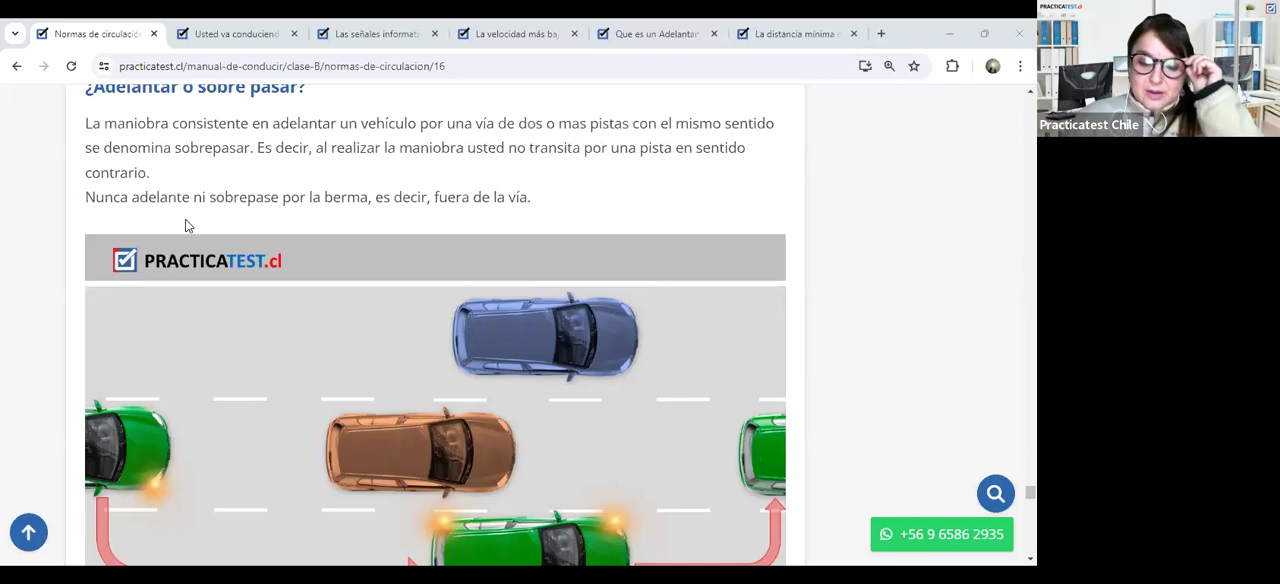 Normas de circulació
Usted va conduciend
Las señales informati
La velocidad más ba
Que es un Adelantar
La distancia mínima e
practicatest.cl/manual-de-conducir/clase-B/normas-de-circulacion/16
PRACTICATEST.cl
Practicatest Chile
¿Adelantar o sobre pasar?
La maniobra consistente en adelantar un vehículo por una vía de dos o mas pistas con el mismo sentido
se denomina sobrepasar. Es decir, al realizar la maniobra usted no transita por una pista en sentido
contrario.
Nunca adelante ni sobrepase por la berma, es decir, fuera de la vía.
PRACTICATEST.cl
+56 9 6586 2935